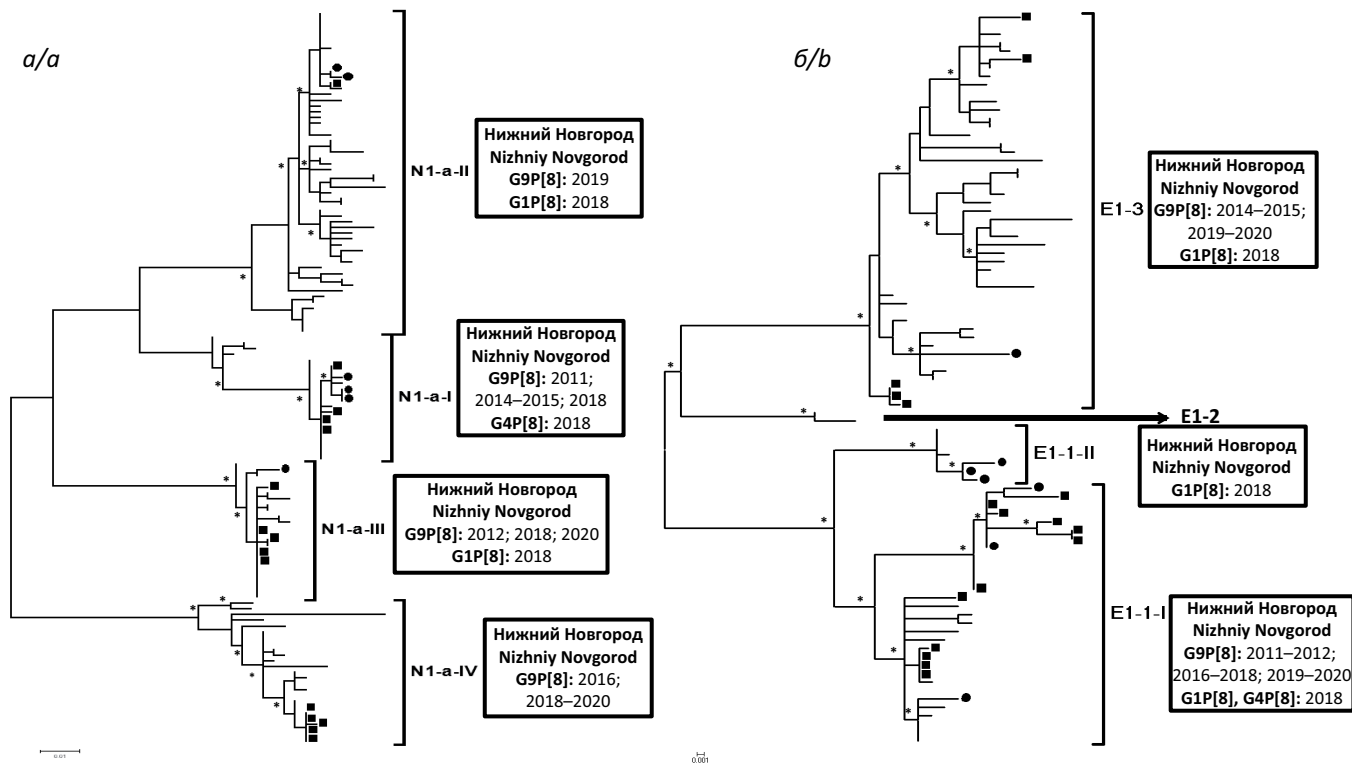 а/a
N1-a-II
Нижний Новгород
Nizhniy Novgorod
G9P[8]: 2019
G1P[8]: 2018
N1-a-I
Нижний Новгород
Nizhniy Novgorod
G9P[8]: 2011;
2014–2015; 2018
G4P[8]: 2018
N1-a-III
Нижний Новгород
Nizhniy Novgorod
G9P[8]: 2012; 2018; 2020
G1P[8]: 2018
N1-a-IV
Нижний Новгород
Nizhniy Novgorod
G9P[8]: 2016;
2018–2020
0.01
б/b
E1-3
Нижний Новгород
Nizhniy Novgorod
G9P[8]: 2014–2015;
2019–2020
G1P[8]: 2018
E1-2
Нижний Новгород
Nizhniy Novgorod
G1P[8]: 2018
E1-1-II
E1-1-I
Нижний Новгород
Nizhniy Novgorod
G9P[8]: 2011–2012;
2016–2018; 2019–2020
G1P[8], G4P[8]: 2018
0.001